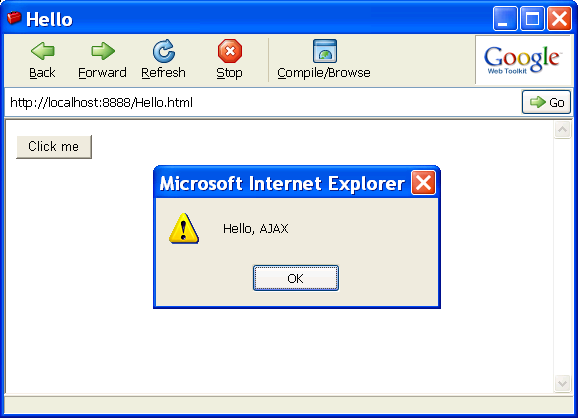 Hello
Back Forward Refresh Stop Compile/Browse
Google
Web Toolkit
http://localhost:8888/Hello.html Go
Click me
Microsoft Internet Explorer
Hello, AJAX
OK